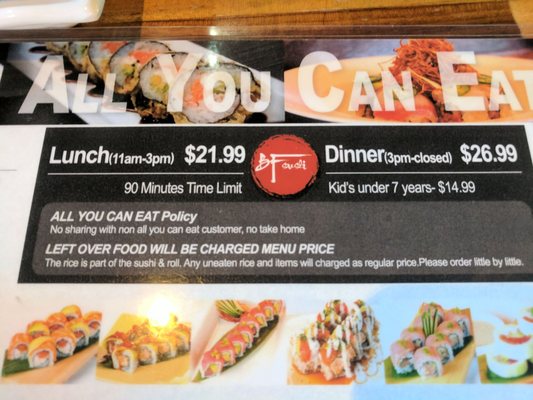 All You Can Eat
Lunch(11am-3pm) $21.99
90 Minutes Time Limit
Dinner(3pm-closed) $26.99
Kid's under 7 years- $14.99
ALL YOU CAN EAT Policy
No sharing with non all you can eat customer, no take home
LEFT OVER FOOD WILL BE CHARGED MENU PRICE
The rice is part of the sushi & roll. Any uneaten rice and items will charged as regular price.Please order little by little.